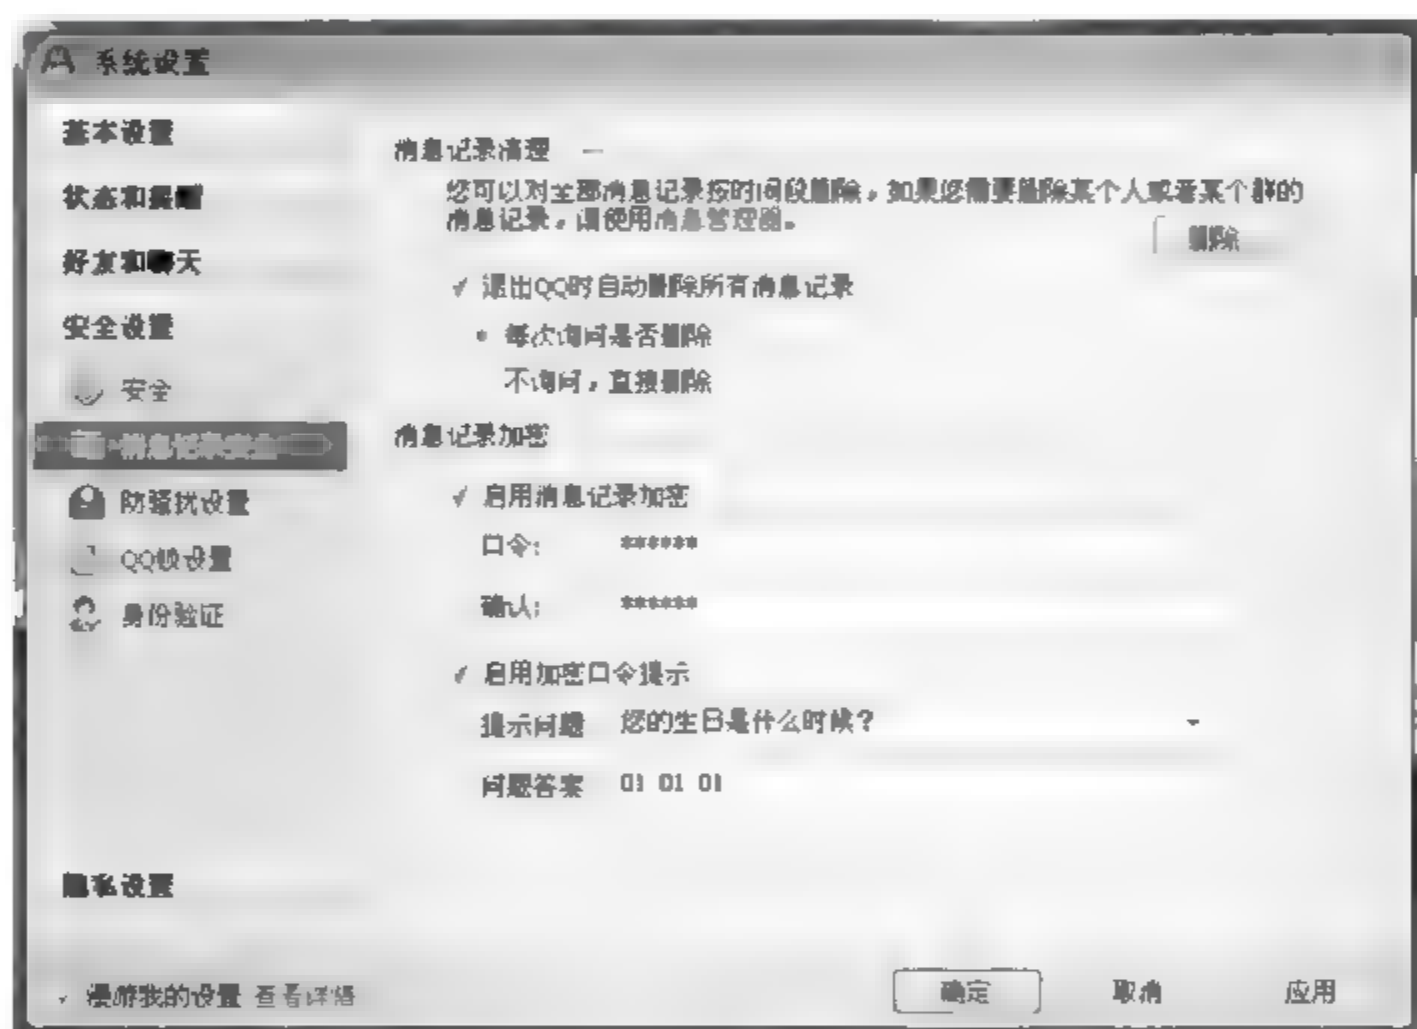 系统设置
基本设置
状态和提醒
好友和聊天
安全设置
安全
消息记录安全
防骚扰设置
QQ锁设置
身份验证
隐私设置
消息记录清理
您可以对全部消息记录按时间段删除，如果您需要删除某个人或者某个群的
消息记录，请使用消息管理器。
删除
退出QQ时自动删除所有消息记录
每次询问是否删除
不询问，直接删除
消息记录加密
启用消息记录加密
口令： ******
确认： ******
启用加密口令提示
提示问题 您的生日是什么时候？
问题答案 01 01 01
漫游我的设置 查看详情
确定 取消 应用